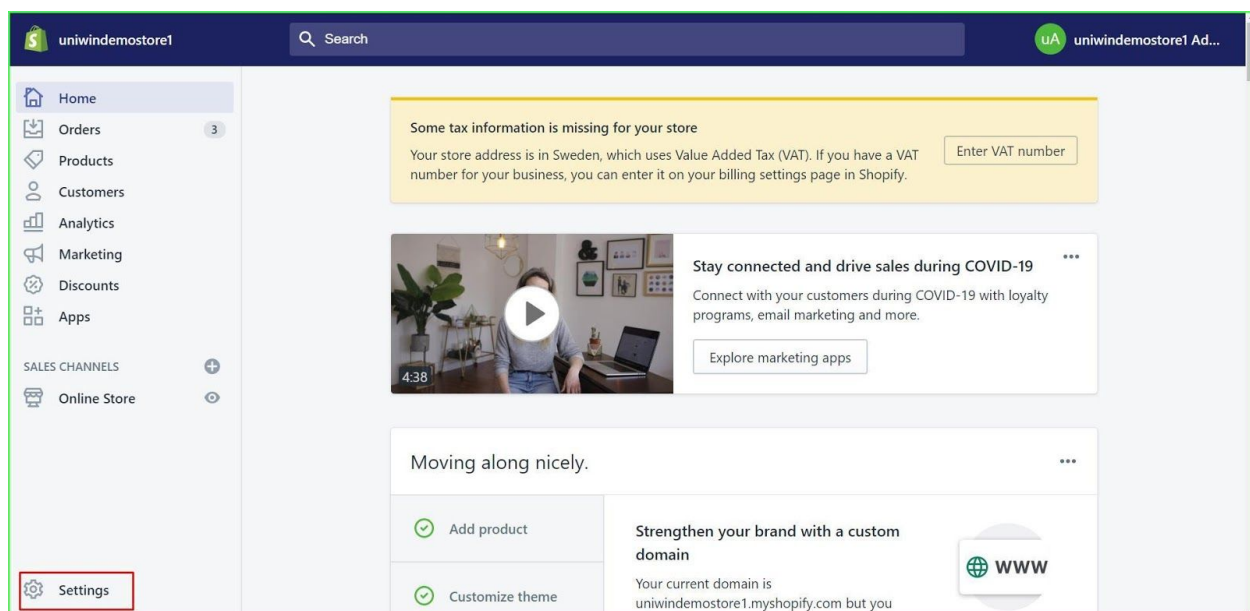 uniwindemostore1
Search
uA
uniwindemostore1 Ad...
Home
Orders
3
Products
Customers
Analytics
Marketing
Discounts
Apps
SALES CHANNELS
Online Store
Settings
Some tax information is missing for your store
Your store address is in Sweden, which uses Value Added Tax (VAT). If you have a VAT
number for your business, you can enter it on your billing settings page in Shopify.
Enter VAT number
4:38
Stay connected and drive sales during COVID-19
Connect with your customers during COVID-19 with loyalty
programs, email marketing and more.
Explore marketing apps
Moving along nicely.
Add product
Customize theme
Strengthen your brand with a custom
domain
Your current domain is
uniwindemostore1.myshopify.com but you
www